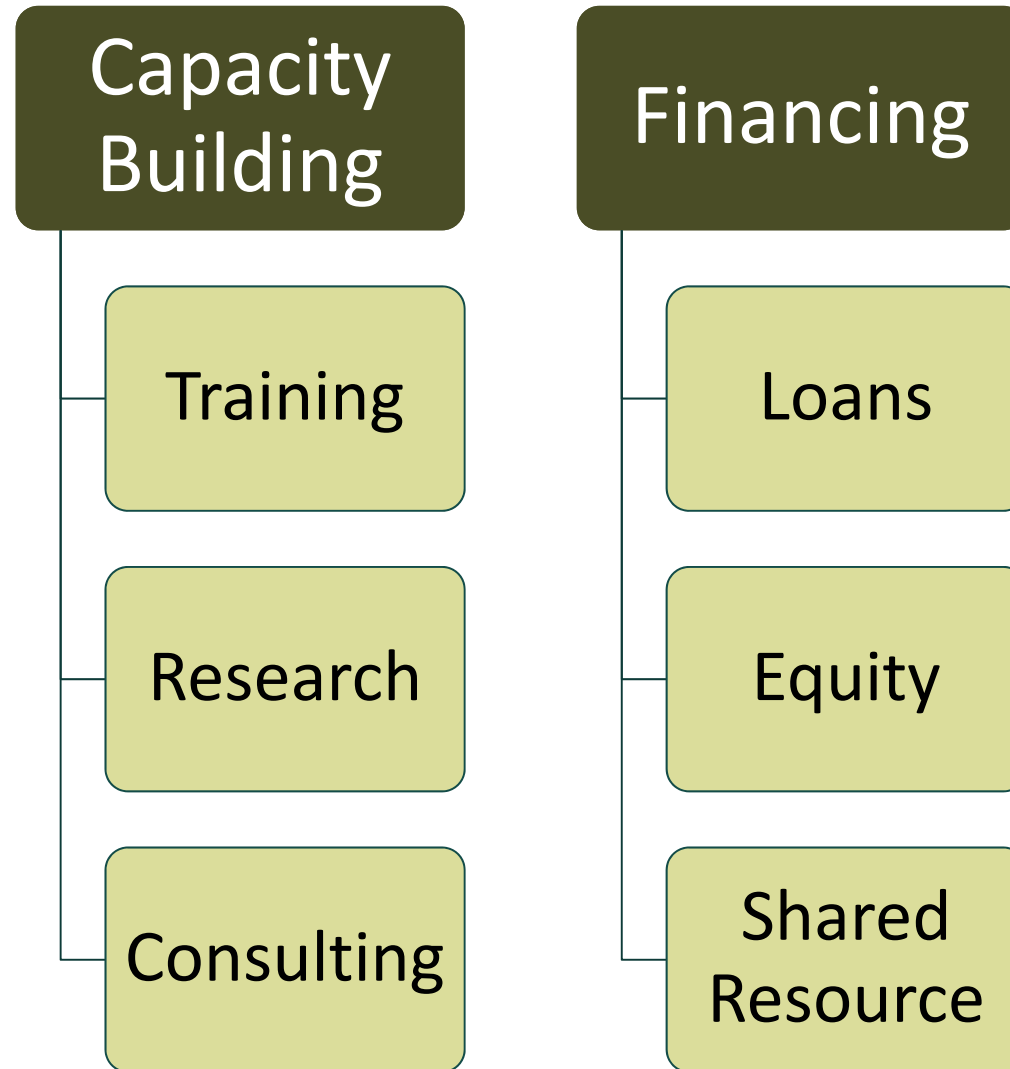 Capacity
Building
Training
Research
Consulting
Financing
Loans
Equity
Shared
Resource